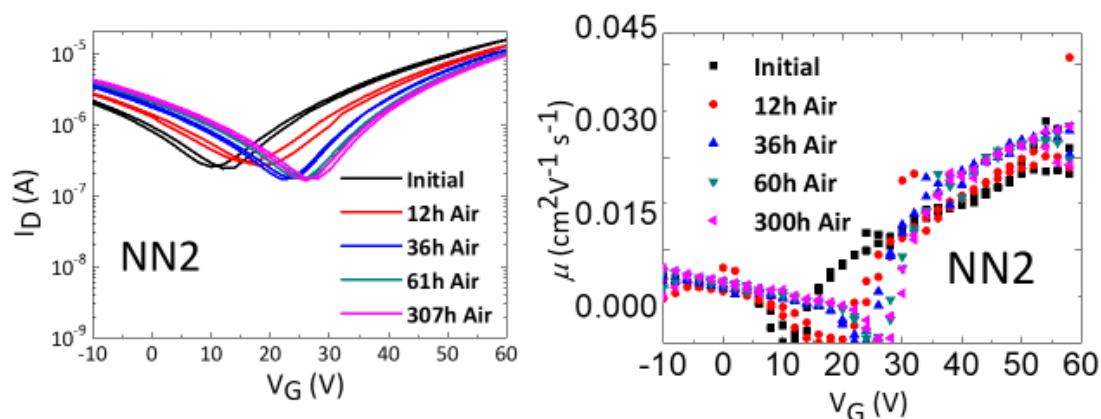 10⁻⁵
10⁻⁶
10⁻⁷
10⁻⁸
10⁻⁹
I_D (A)
NN2
Initial
12h Air
36h Air
61h Air
307h Air
-10 0 10 20 30 40 50 60
V_G (V)
0.045
0.030
0.015
0.000
μ (cm²V⁻¹ s⁻¹)
Initial
12h Air
36h Air
60h Air
300h Air
NN2
-10 0 10 20 30 40 50 60
V_G (V)